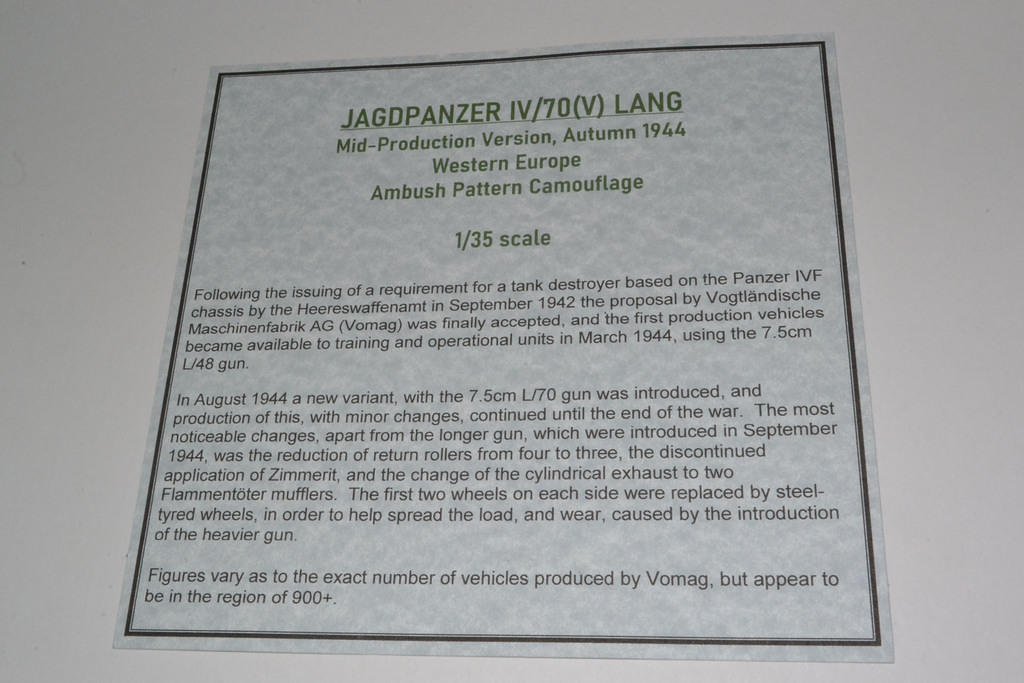 JAGDPANZER IV/70(V) LANG
Mid-Production Version, Autumn 1944
Western Europe
Ambush Pattern Camouflage
1/35 scale
Following the issuing of a requirement for a tank destroyer based on the Panzer IVF
chassis by the Heereswaffenamt in September 1942 the proposal by Vogtländische
Maschinenfabrik AG (Vomag) was finally accepted, and the first production vehicles
became available to training and operational units in March 1944, using the 7.5cm
L/48 gun.
In August 1944 a new variant, with the 7.5cm L/70 gun was introduced, and
production of this, with minor changes, continued until the end of the war.  The most
noticeable changes, apart from the longer gun, which were introduced in September
1944, was the reduction of return rollers from four to three, the discontinued
application of Zimmerit, and the change of the cylindrical exhaust to two
Flammentöter mufflers.  The first two wheels on each side were replaced by steel-
tyred wheels, in order to help spread the load, and wear, caused by the introduction
of the heavier gun.
Figures vary as to the exact number of vehicles produced by Vomag, but appear to
be in the region of 900+.